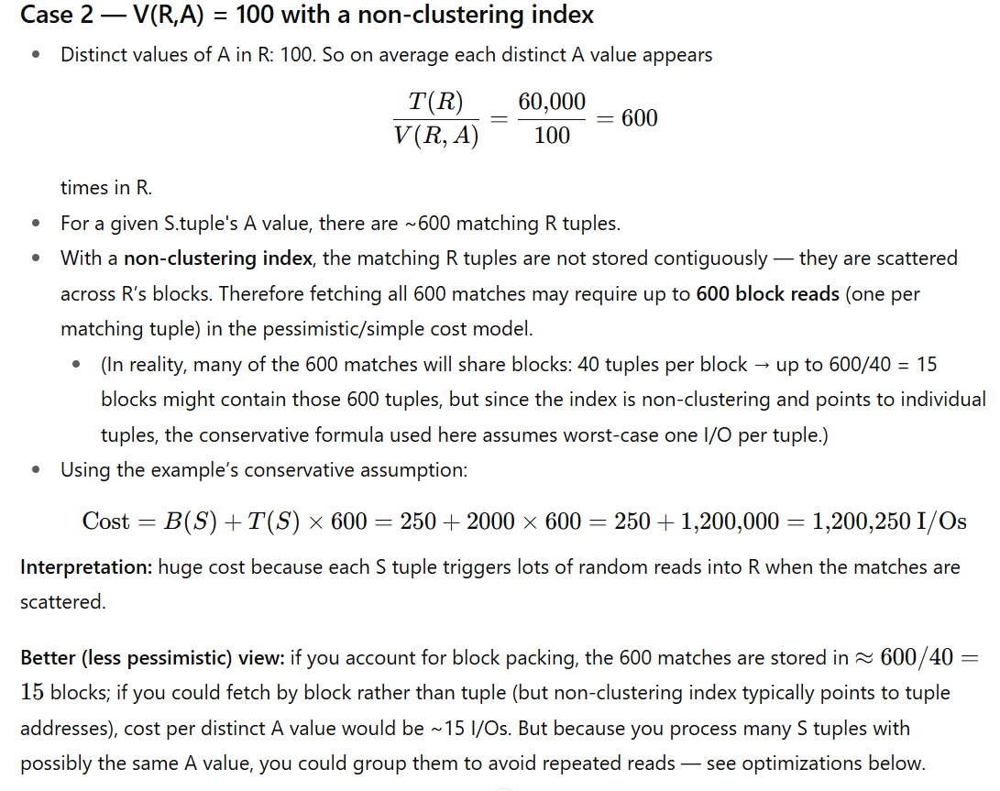 Case 2 — V(R,A) = 100 with a non-clustering index
• Distinct values of A in R: 100. So on average each distinct A value appears
T(R) / V(R, A) = 60,000 / 100 = 600
times in R.
• For a given S.tuple's A value, there are ~600 matching R tuples.
• With a non-clustering index, the matching R tuples are not stored contiguously — they are scattered
across R’s blocks. Therefore fetching all 600 matches may require up to 600 block reads (one per
matching tuple) in the pessimistic/simple cost model.
• (In reality, many of the 600 matches will share blocks: 40 tuples per block → up to 600/40 = 15
blocks might contain those 600 tuples, but since the index is non-clustering and points to individual
tuples, the conservative formula used here assumes worst-case one I/O per tuple.)
• Using the example’s conservative assumption:
Cost = B(S) + T(S) × 600 = 250 + 2000 × 600 = 250 + 1,200,000 = 1,200,250 I/Os
Interpretation: huge cost because each S tuple triggers lots of random reads into R when the matches are
scattered.
Better (less pessimistic) view: if you account for block packing, the 600 matches are stored in ≈ 600/40 =
15 blocks; if you could fetch by block rather than tuple (but non-clustering index typically points to tuple
addresses), cost per distinct A value would be ~15 I/Os. But because you process many S tuples with
possibly the same A value, you could group them to avoid repeated reads — see optimizations below.